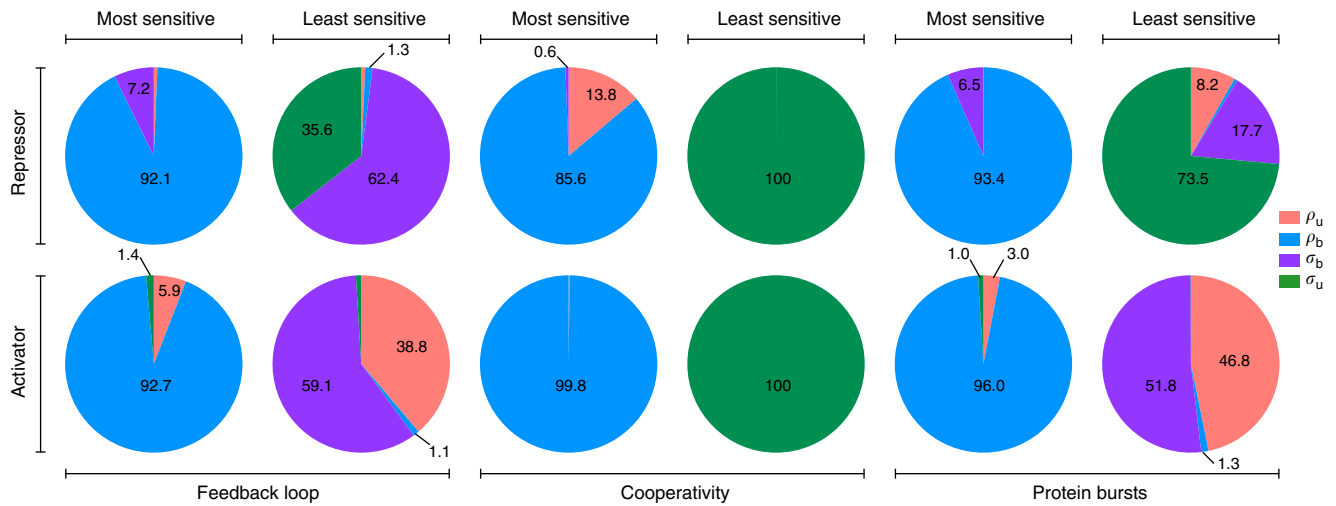 Most sensitive
Least sensitive
Most sensitive
Least sensitive
Most sensitive
Least sensitive
Repressor
7.2
92.1
1.3
35.6
62.4
0.6
13.8
85.6
100
6.5
93.4
8.2
17.7
73.5
ρu
ρb
σb
σu
Activator
1.4
5.9
92.7
38.8
59.1
1.1
99.8
100
1.0
3.0
96.0
46.8
51.8
1.3
Feedback loop
Cooperativity
Protein bursts